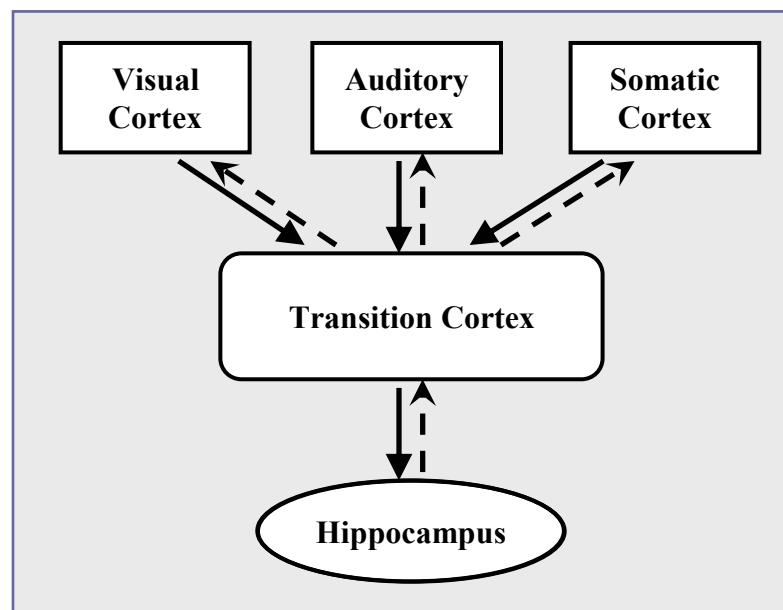 Visual
Cortex
Auditory
Cortex
Somatic
Cortex
Transition Cortex
Hippocampus